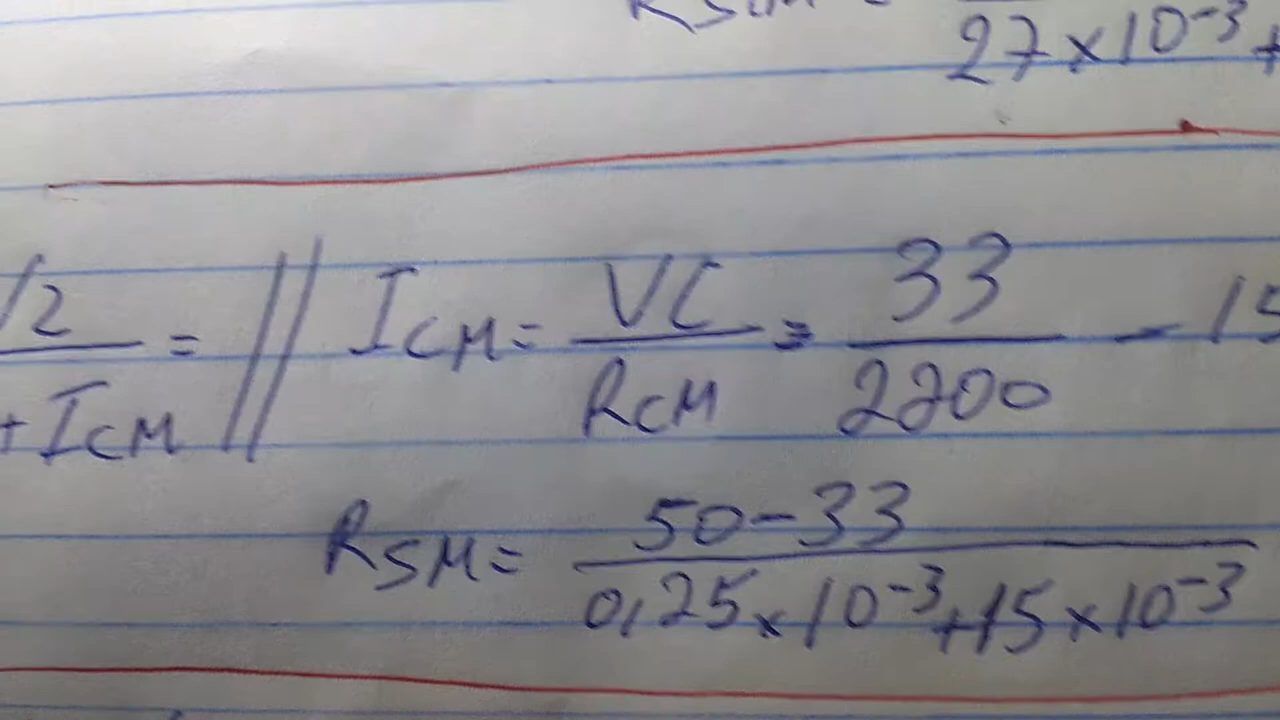 27×10⁻³+
/2 / +ICM = || ICM = VC / RCM = 33 / 2200 - 15
RSM = 50-33 / 0,25×10⁻³+15×10⁻³